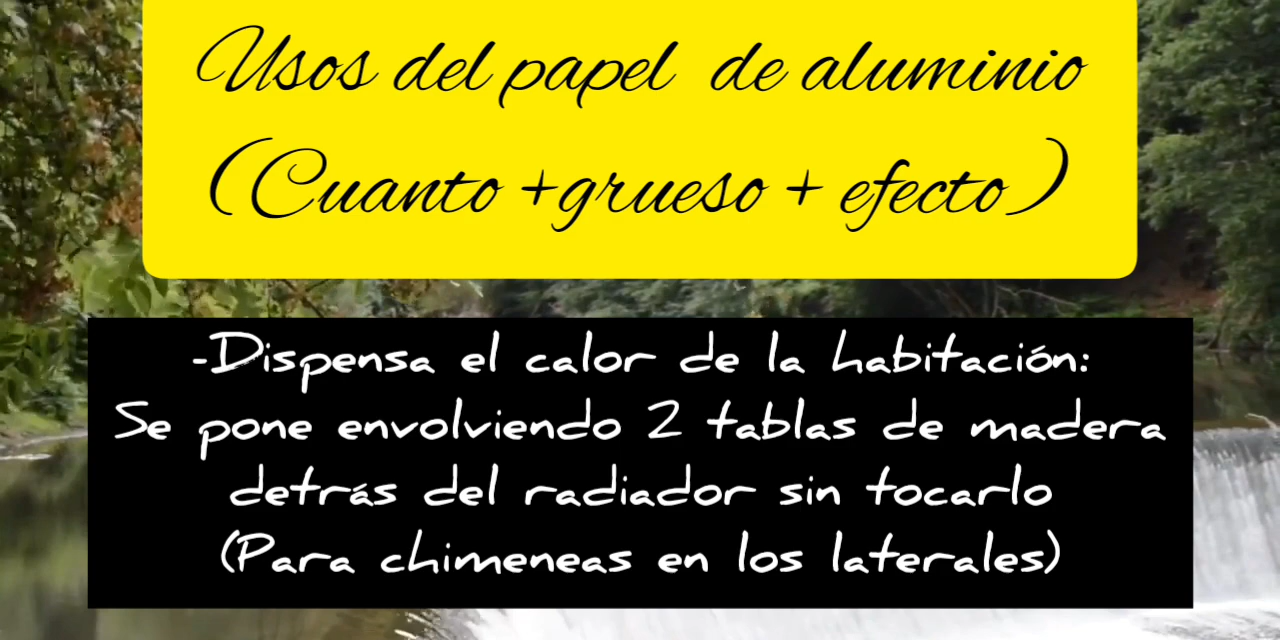 Usos del papel de aluminio
(Cuanto +grueso + efecto)
-Dispensa el calor de la habitación:
Se pone envolviendo 2 tablas de madera
detrás del radiador sin tocarlo
(Para chimeneas en los laterales)